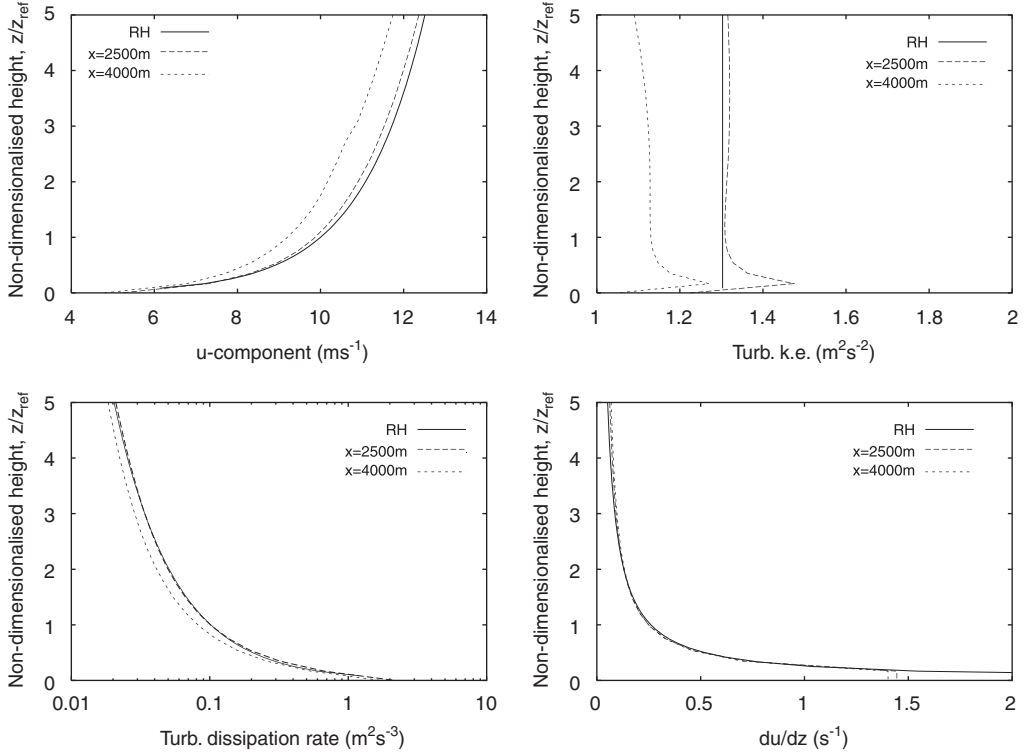 Non-dimensionalised height, z/z_ref
5
4
3
2
1
0
RH
x=2500m
x=4000m
4
6
8
10
12
14
u-component (ms⁻¹)
Non-dimensionalised height, z/z_ref
5
4
3
2
1
0
RH
x=2500m
x=4000m
1
1.2
1.4
1.6
1.8
2
Turb. k.e. (m²s⁻²)
Non-dimensionalised height, z/z_ref
5
4
3
2
1
0
RH
x=2500m
x=4000m
0.01
0.1
1
10
Turb. dissipation rate (m²s⁻³)
Non-dimensionalised height, z/z_ref
5
4
3
2
1
0
RH
x=2500m
x=4000m
0
0.5
1
1.5
2
du/dz (s⁻¹)